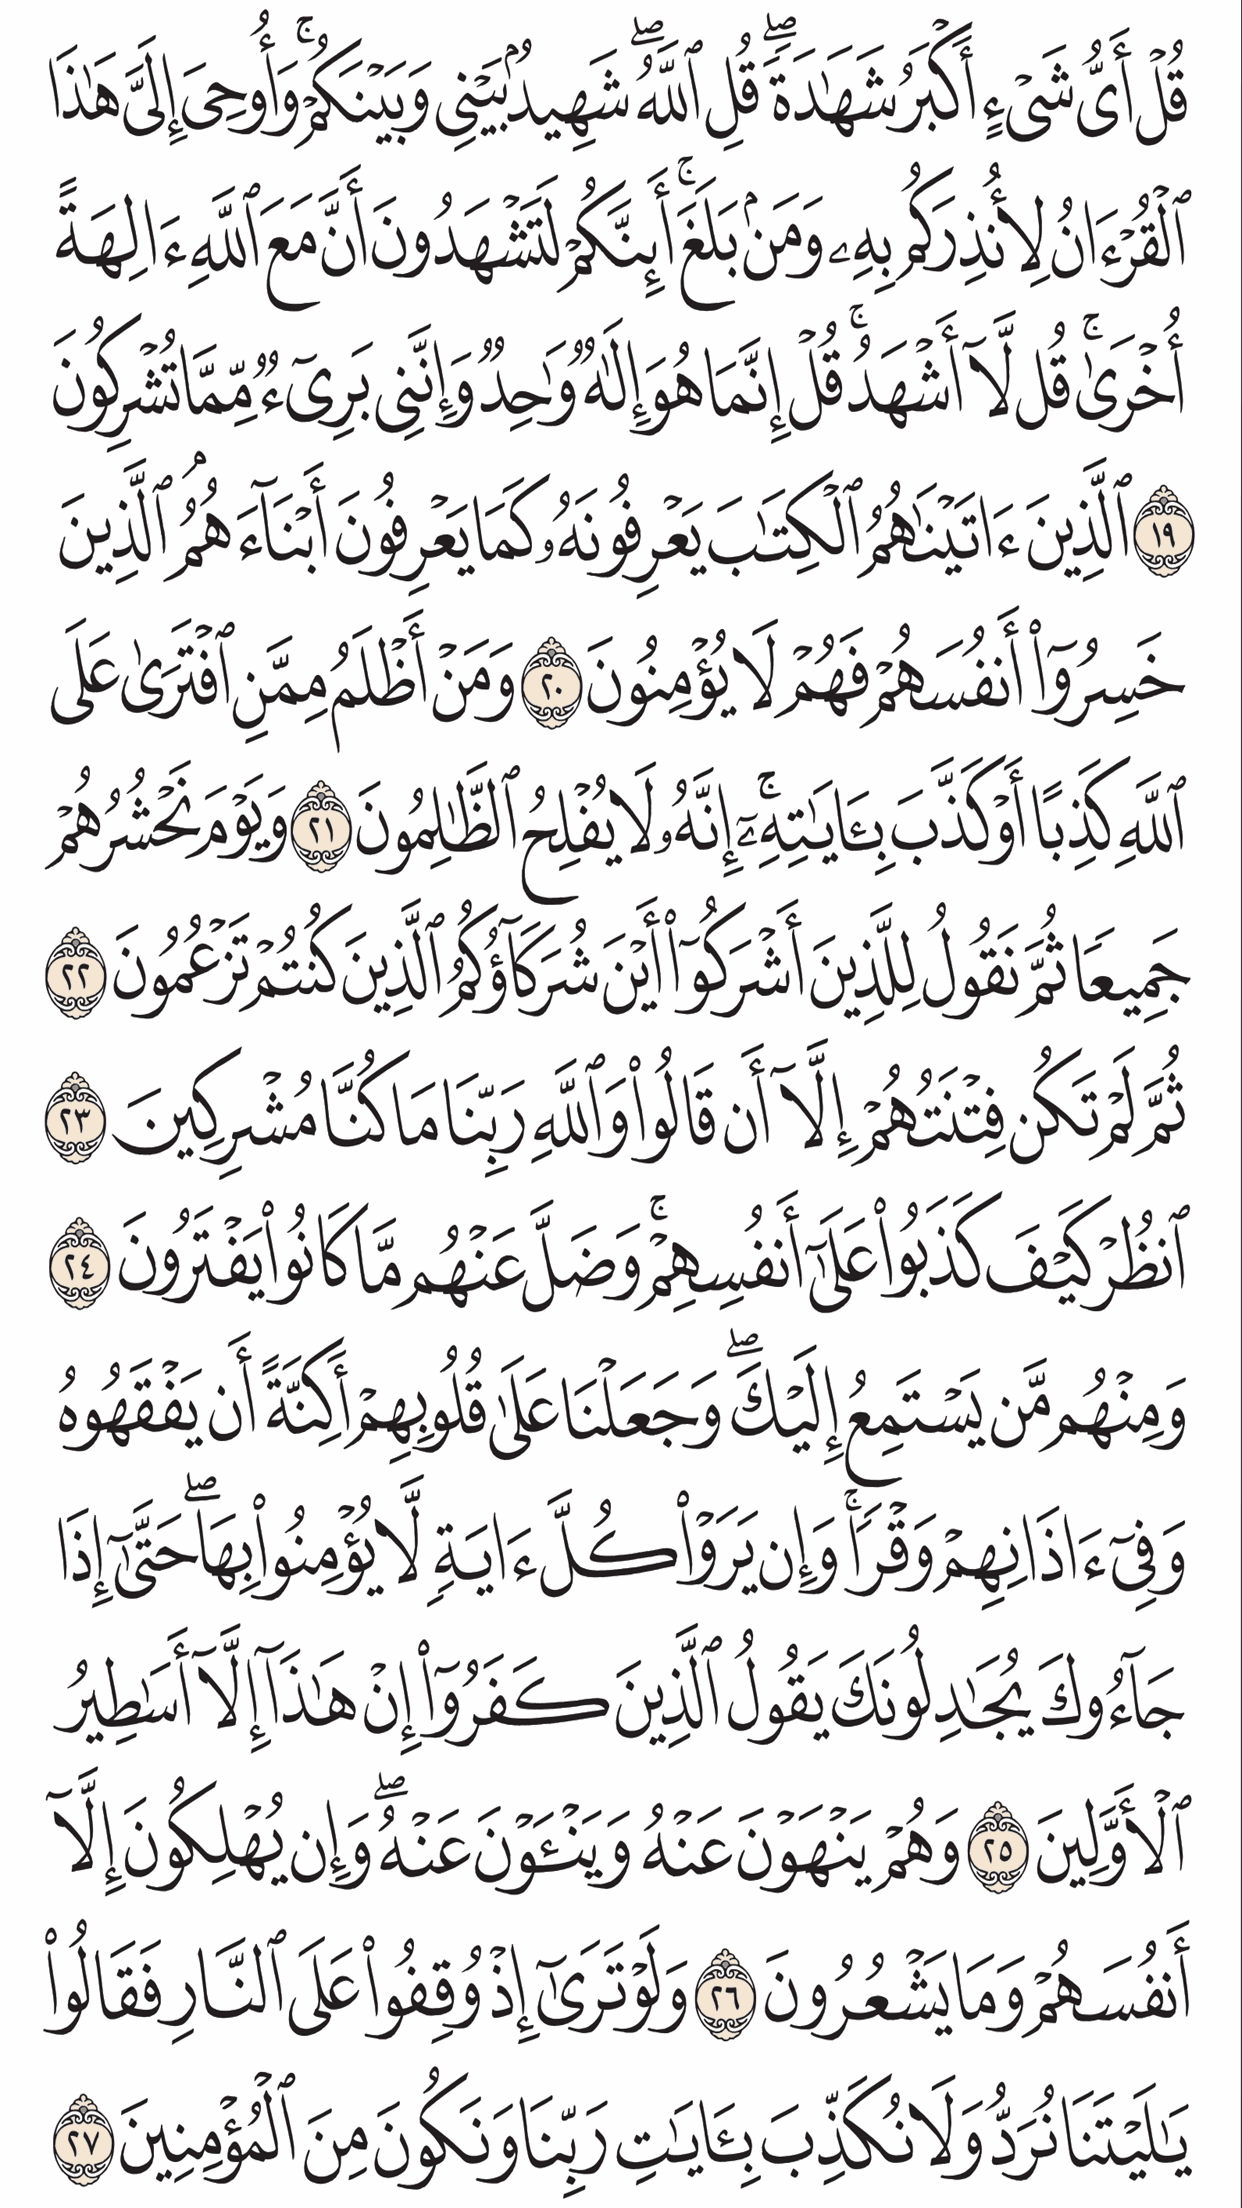 قُلۡ أَىُّ شَىۡءٍ أَكۡبَرُ شَهَٰدَةٗۖ قُلِ ٱللَّهُۖ شَهِيدُۢ بَيۡنِى وَبَيۡنَكُمۡۚ وَأُوحِىَ إِلَىَّ هَٰذَا
ٱلۡقُرۡءَانُ لِأُنذِرَكُم بِهِۦ وَمَنۢ بَلَغَۚ أَئِنَّكُمۡ لَتَشۡهَدُونَ أَنَّ مَعَ ٱللَّهِ ءَالِهَةً
أُخۡرَىٰۚ قُل لَّآ أَشۡهَدُۚ قُلۡ إِنَّمَا هُوَ إِلَٰهٞ وَٰحِدٞ وَإِنَّنِى بَرِىٓءٞ مِّمَّا تُشۡرِكُونَ
١٩ ٱلَّذِينَ ءَاتَيۡنَٰهُمُ ٱلۡكِتَٰبَ يَعۡرِفُونَهُۥ كَمَا يَعۡرِفُونَ أَبۡنَآءَهُمُۘ ٱلَّذِينَ
خَسِرُوٓاْ أَنفُسَهُمۡ فَهُمۡ لَا يُؤۡمِنُونَ ٢٠ وَمَنۡ أَظۡلَمُ مِمَّنِ ٱفۡتَرَىٰ عَلَى
ٱللَّهِ كَذِبًا أَوۡ كَذَّبَ بِـَٔايَٰتِهِۦٓۚ إِنَّهُۥ لَا يُفۡلِحُ ٱلظَّٰلِمُونَ ٢١ وَيَوۡمَ نَحۡشُرُهُمۡ
جَمِيعٗا ثُمَّ نَقُولُ لِلَّذِينَ أَشۡرَكُوٓاْ أَيۡنَ شُرَكَآؤُكُمُ ٱلَّذِينَ كُنتُمۡ تَزۡعُمُونَ ٢٢
ثُمَّ لَمۡ تَكُن فِتۡنَتُهُمۡ إِلَّآ أَن قَالُواْ وَٱللَّهِ رَبِّنَا مَا كُنَّا مُشۡرِكِينَ ٢٣
ٱنظُرۡ كَيۡفَ كَذَبُواْ عَلَىٰٓ أَنفُسِهِمۡۚ وَضَلَّ عَنۡهُم مَّا كَانُواْ يَفۡتَرُونَ ٢٤
وَمِنۡهُم مَّن يَسۡتَمِعُ إِلَيۡكَۖ وَجَعَلۡنَا عَلَىٰ قُلُوبِهِمۡ أَكِنَّةً أَن يَفۡقَهُوهُ
وَفِىٓ ءَاذَانِهِمۡ وَقۡرٗاۚ وَإِن يَرَوۡاْ كُلَّ ءَايَةٖ لَّا يُؤۡمِنُواْ بِهَاۖ حَتَّىٰٓ إِذَا
جَآءُوكَ يُجَٰدِلُونَكَ يَقُولُ ٱلَّذِينَ كَفَرُوٓاْ إِنۡ هَٰذَآ إِلَّآ أَسَٰطِيرُ
ٱلۡأَوَّلِينَ ٢٥ وَهُمۡ يَنۡهَوۡنَ عَنۡهُ وَيَنۡـَٔوۡنَ عَنۡهُۖ وَإِن يُهۡلِكُونَ إِلَّآ
أَنفُسَهُمۡ وَمَا يَشۡعُرُونَ ٢٦ وَلَوۡ تَرَىٰٓ إِذۡ وُقِفُواْ عَلَى ٱلنَّارِ فَقَالُواْ
يَٰلَيۡتَنَا نُرَدُّ وَلَا نُكَذِّبَ بِـَٔايَٰتِ رَبِّنَا وَنَكُونَ مِنَ ٱلۡمُؤۡمِنِينَ ٢٧